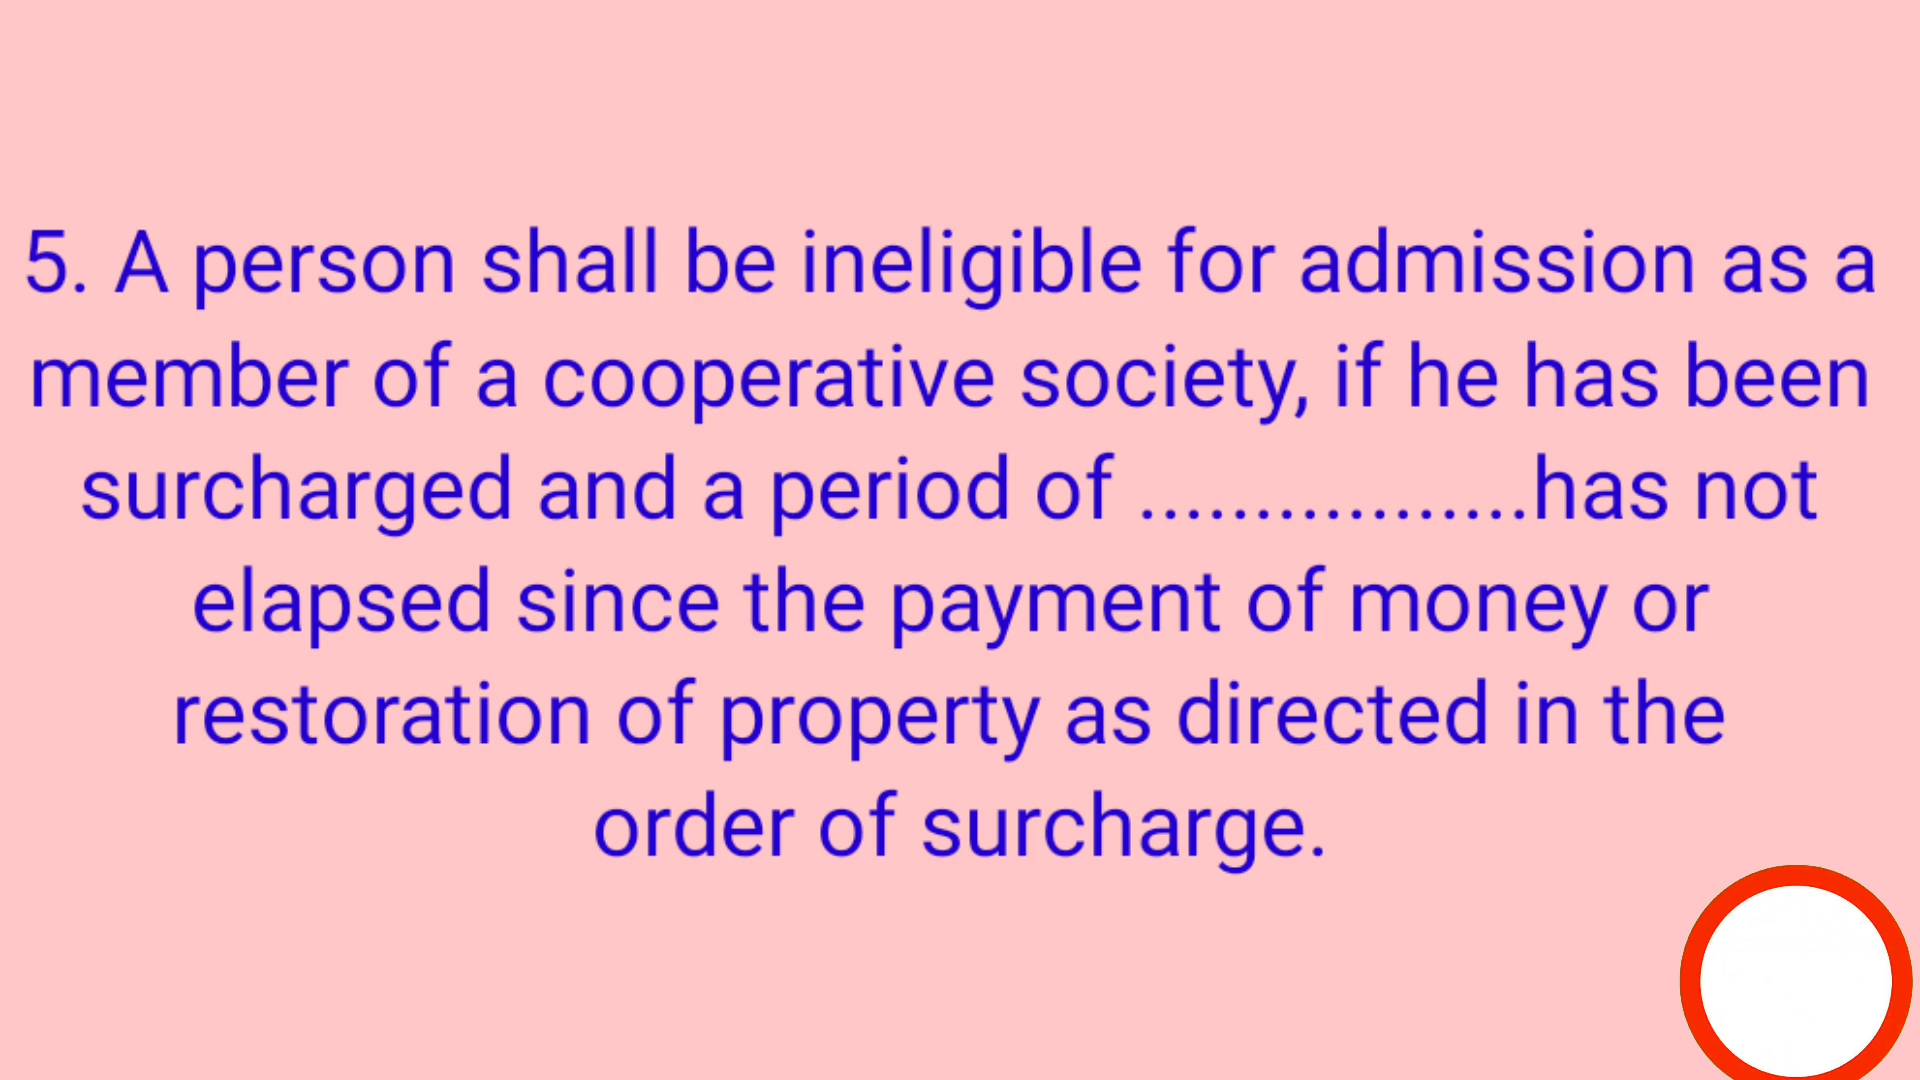 5. A person shall be ineligible for admission as a
member of a cooperative society, if he has been
surcharged and a period of .................has not
elapsed since the payment of money or
restoration of property as directed in the
order of surcharge.